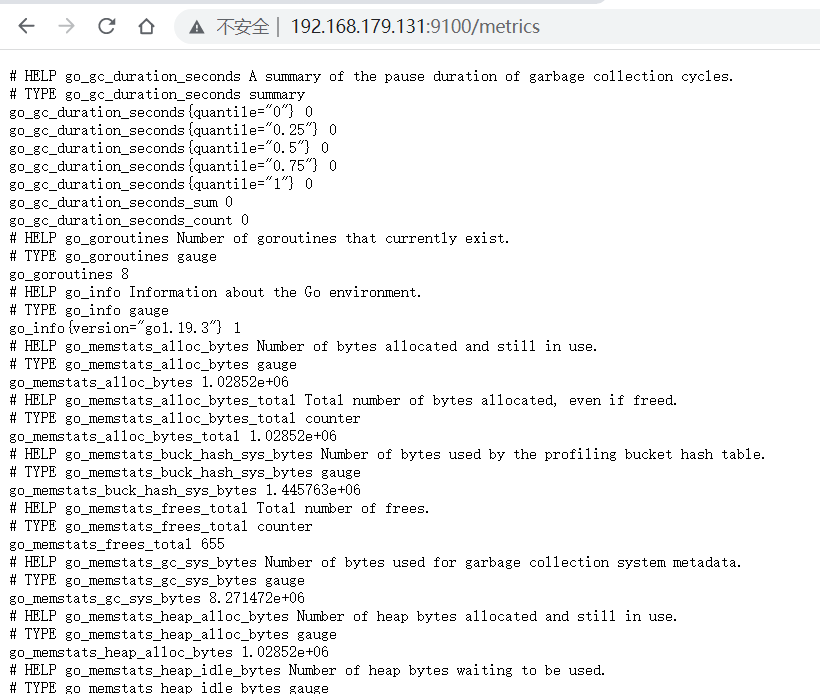 不安全 | 192.168.179.131:9100/metrics
# HELP go_gc_duration_seconds A summary of the pause duration of garbage collection cycles.
# TYPE go_gc_duration_seconds summary
go_gc_duration_seconds{quantile="0"} 0
go_gc_duration_seconds{quantile="0.25"} 0
go_gc_duration_seconds{quantile="0.5"} 0
go_gc_duration_seconds{quantile="0.75"} 0
go_gc_duration_seconds{quantile="1"} 0
go_gc_duration_seconds_sum 0
go_gc_duration_seconds_count 0
# HELP go_goroutines Number of goroutines that currently exist.
# TYPE go_goroutines gauge
go_goroutines 8
# HELP go_info Information about the Go environment.
# TYPE go_info gauge
go_info{version="go1.19.3"} 1
# HELP go_memstats_alloc_bytes Number of bytes allocated and still in use.
# TYPE go_memstats_alloc_bytes gauge
go_memstats_alloc_bytes 1.02852e+06
# HELP go_memstats_alloc_bytes_total Total number of bytes allocated, even if freed.
# TYPE go_memstats_alloc_bytes_total counter
go_memstats_alloc_bytes_total 1.02852e+06
# HELP go_memstats_buck_hash_sys_bytes Number of bytes used by the profiling bucket hash table.
# TYPE go_memstats_buck_hash_sys_bytes gauge
go_memstats_buck_hash_sys_bytes 1.445763e+06
# HELP go_memstats_frees_total Total number of frees.
# TYPE go_memstats_frees_total counter
go_memstats_frees_total 655
# HELP go_memstats_gc_sys_bytes Number of bytes used for garbage collection system metadata.
# TYPE go_memstats_gc_sys_bytes gauge
go_memstats_gc_sys_bytes 8.271472e+06
# HELP go_memstats_heap_alloc_bytes Number of heap bytes allocated and still in use.
# TYPE go_memstats_heap_alloc_bytes gauge
go_memstats_heap_alloc_bytes 1.02852e+06
# HELP go_memstats_heap_idle_bytes Number of heap bytes waiting to be used.
# TYPE go_memstats_heap_idle_bytes gauge